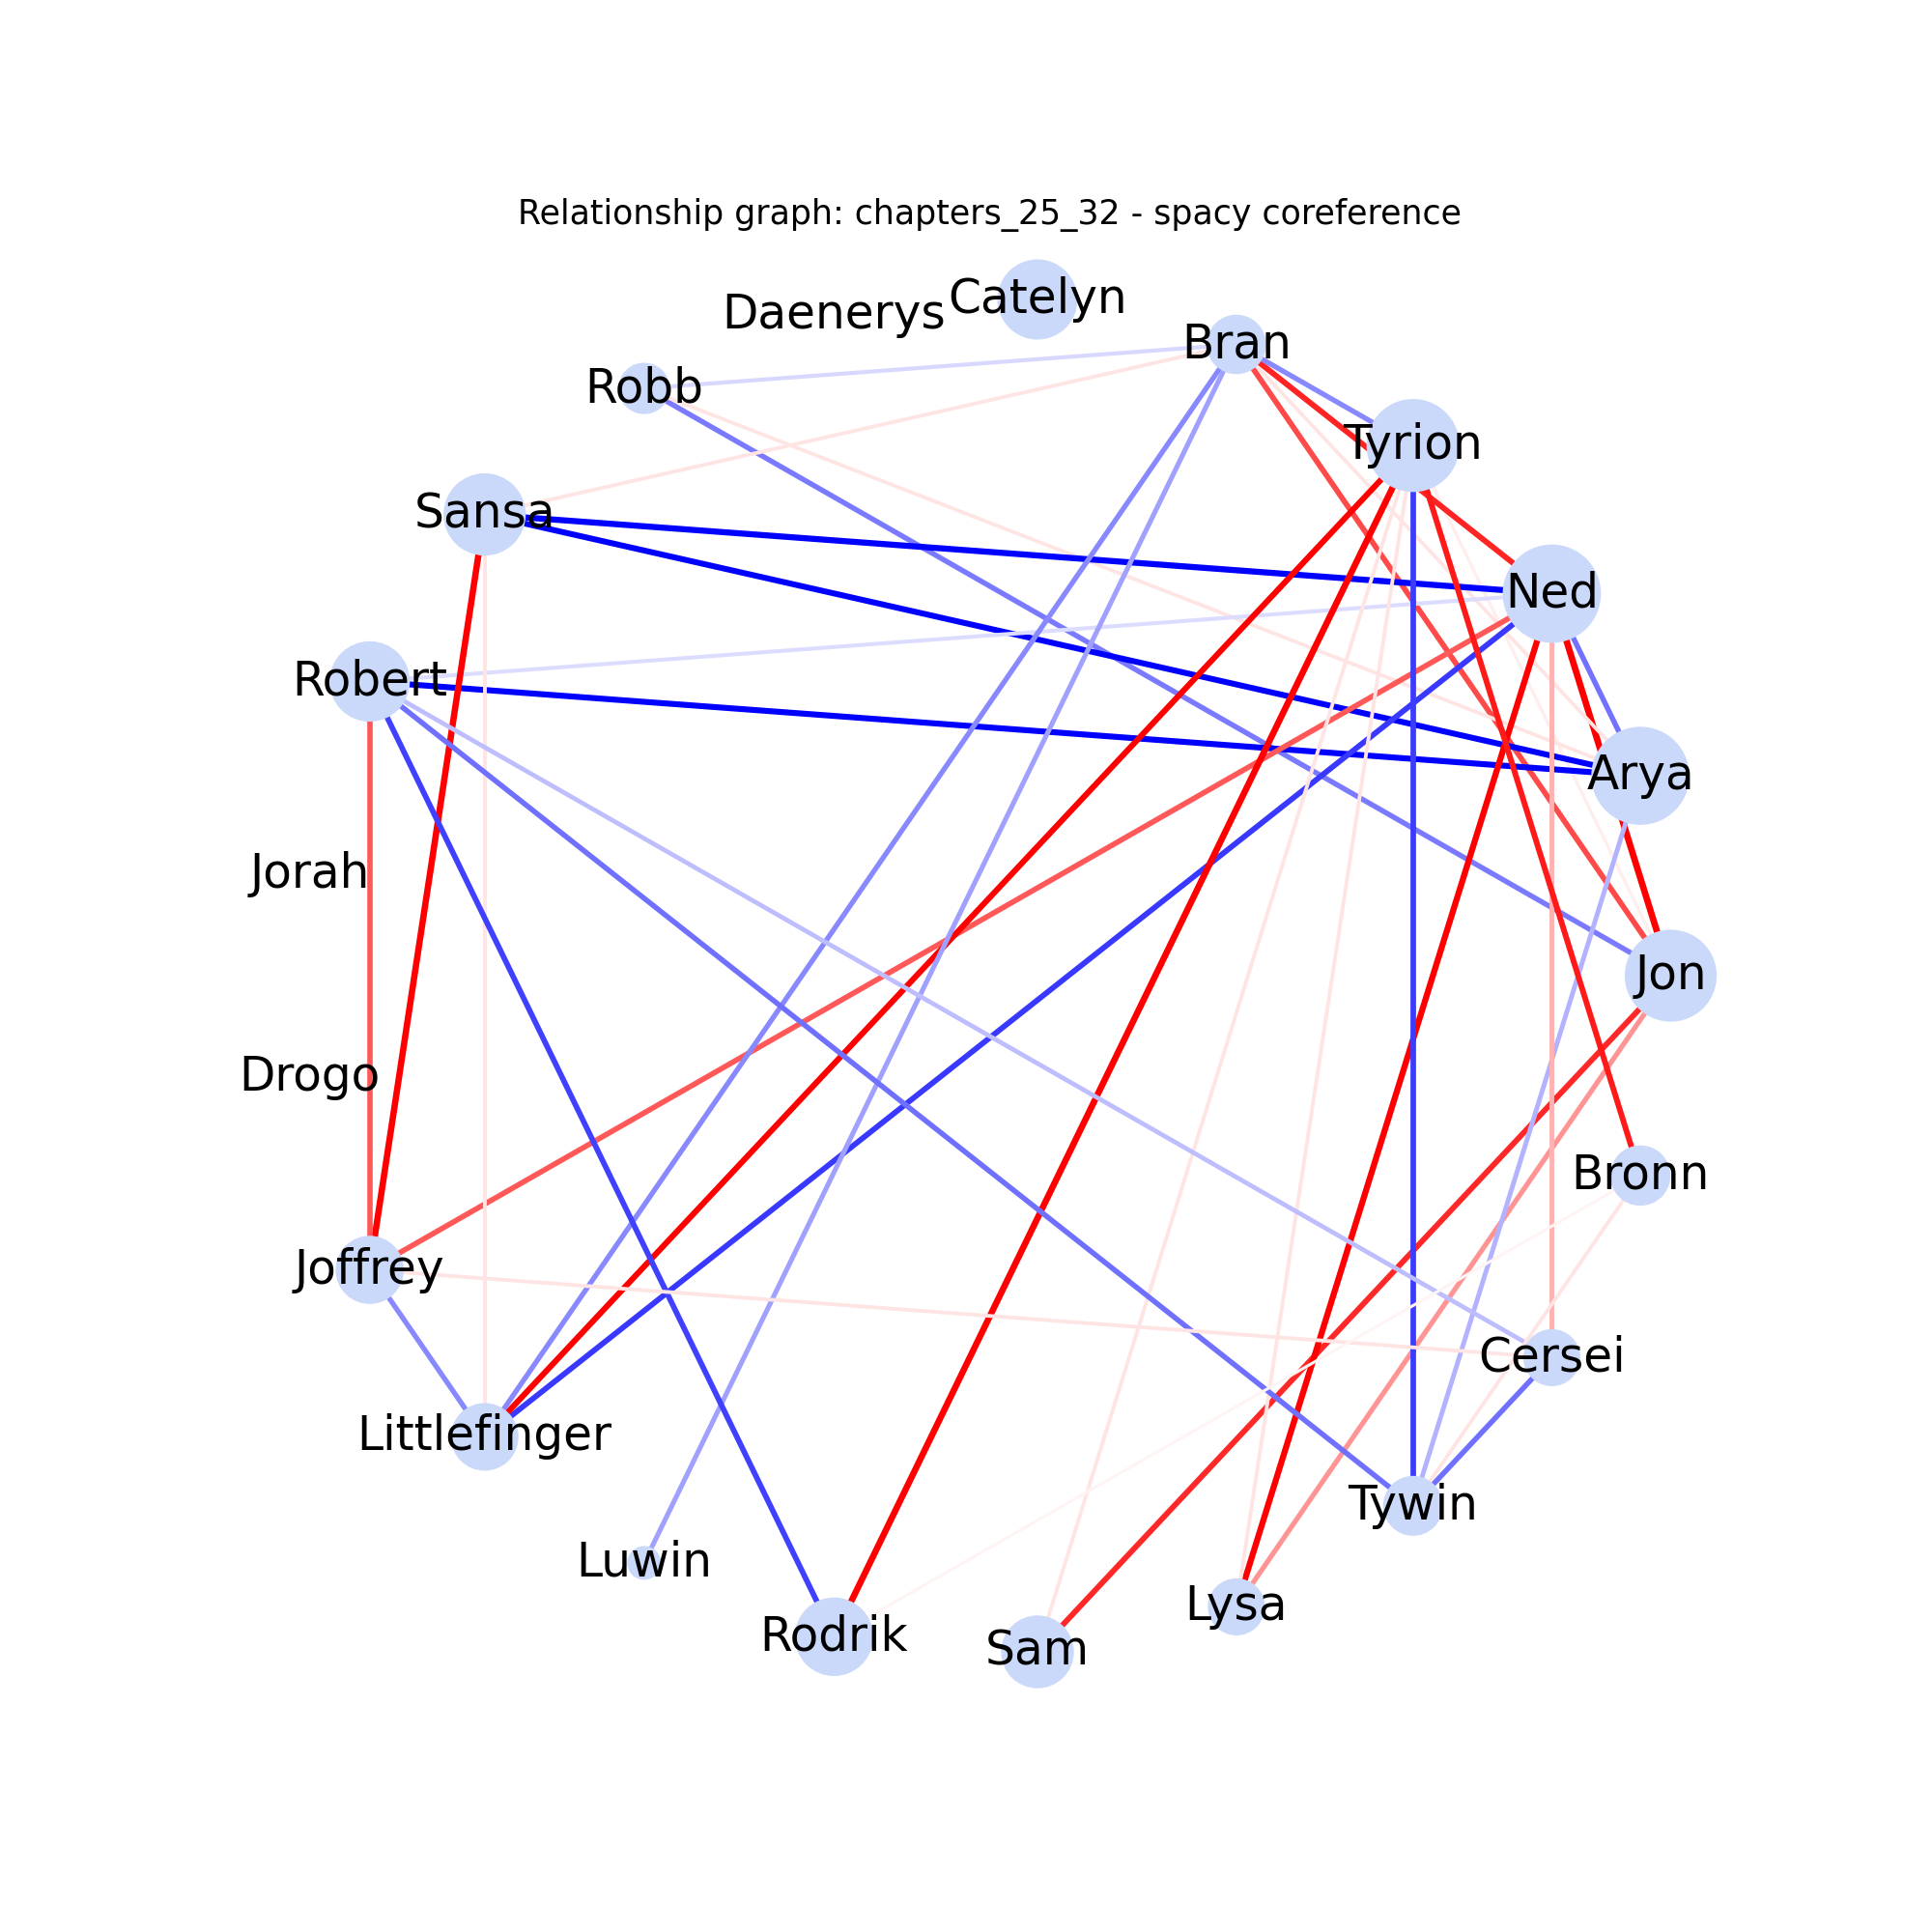 Relationship graph: chapters_25_32 - spacy coreference
Catelyn
Daenerys
Bran
Robb
Tyrion
Sansa
Ned
Robert
Arya
Jorah
Jon
Drogo
Bronn
Joffrey
Cersei
Littlefinger
Tywin
Luwin
Lysa
Rodrik
Sam